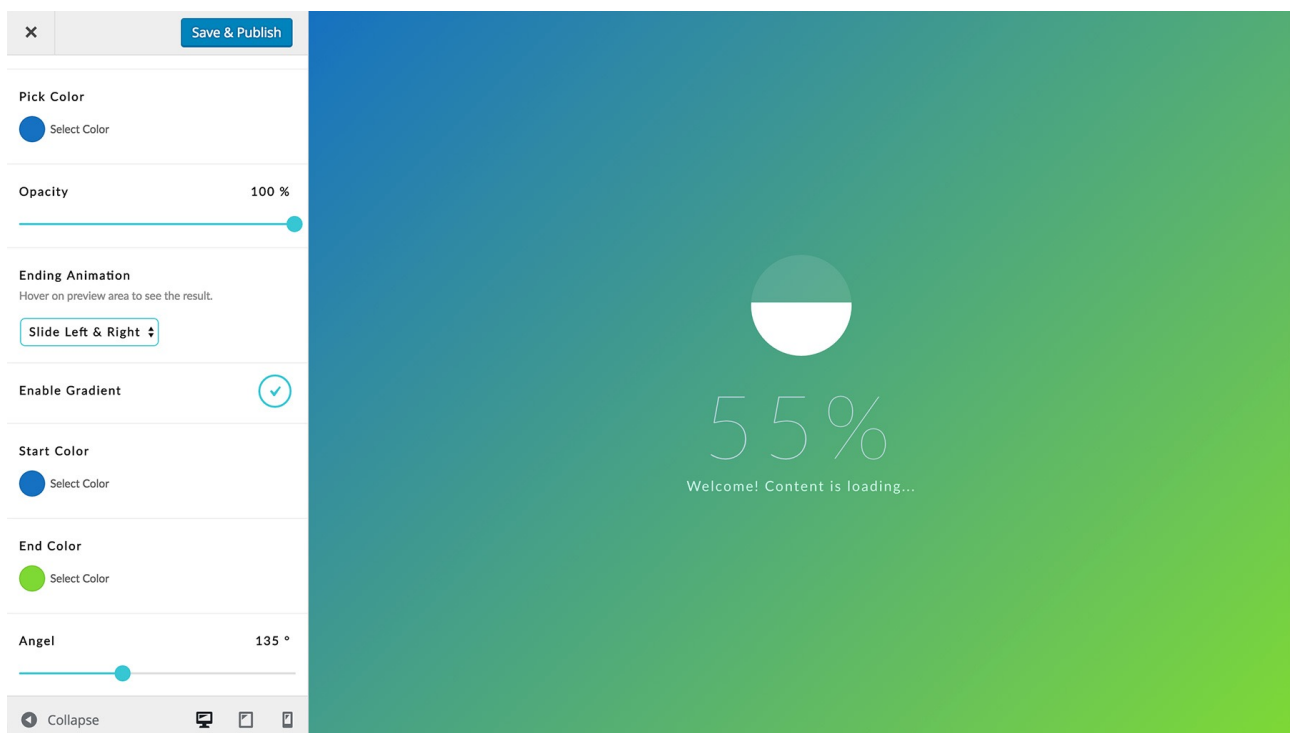 Save & Publish
Pick Color
Select Color
Opacity 100 %
Ending Animation
Hover on preview area to see the result.
Slide Left & Right
Enable Gradient
Start Color
Select Color
End Color
Select Color
Angel 135 °
Collapse
55%
Welcome! Content is loading...